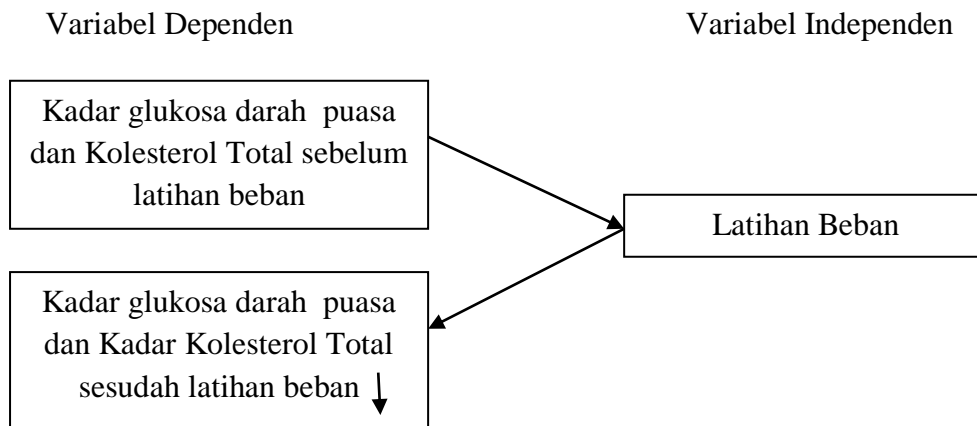 Variabel Dependen
Variabel Independen
Kadar glukosa darah puasa
dan Kolesterol Total sebelum
latihan beban
Latihan Beban
Kadar glukosa darah puasa
dan Kadar Kolesterol Total
sesudah latihan beban